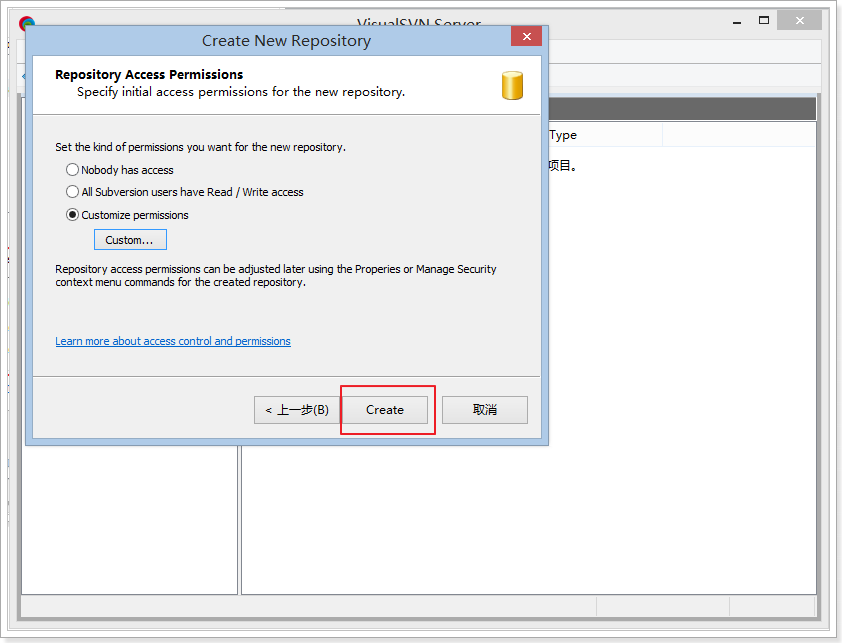 VisualSVN Server
Create New Repository
Repository Access Permissions
Specify initial access permissions for the new repository.
Type
Set the kind of permissions you want for the new repository.
项目。
Nobody has access
All Subversion users have Read / Write access
Customize permissions
Custom...
Repository access permissions can be adjusted later using the Properies or Manage Security
context menu commands for the created repository.
Learn more about access control and permissions
< 上一步(B)
Create
取消